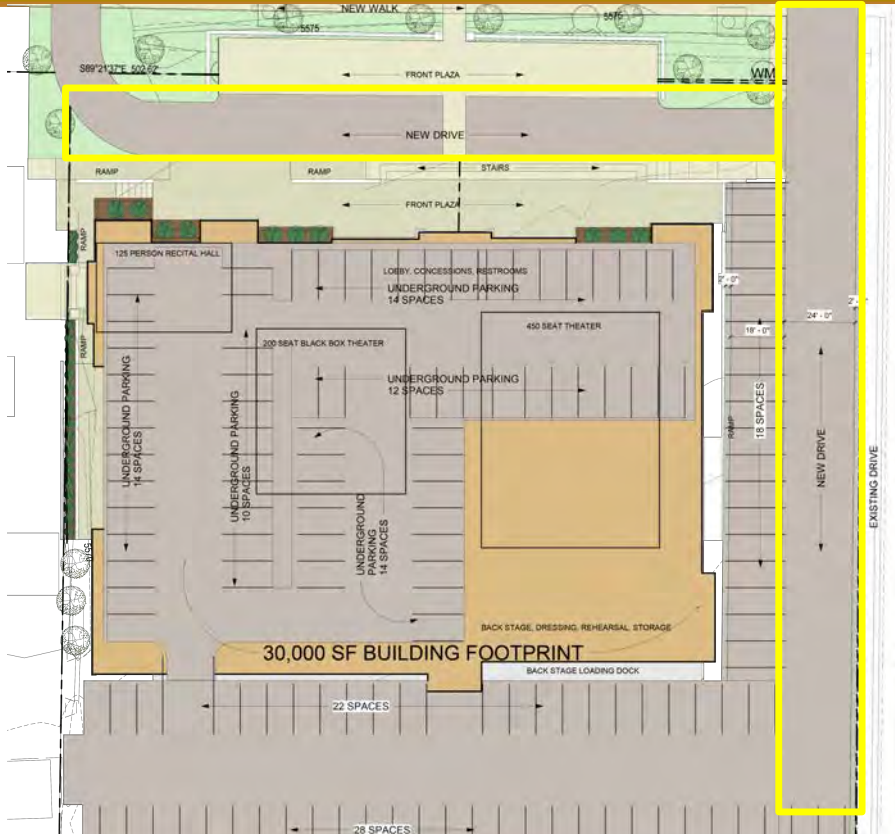 NEW WALK
5575
5575
S89°21'37"E 502.62'
FRONT PLAZA
WM
NEW DRIVE
RAMP
RAMP
STAIRS
FRONT PLAZA
RAMP
125 PERSON RECITAL HALL
LOBBY, CONCESSIONS, RESTROOMS
UNDERGROUND PARKING
14 SPACES
2' - 0"
24' - 0"
2' -
18' - 0"
450 SEAT THEATER
200 SEAT BLACK BOX THEATER
RAMP
UNDERGROUND PARKING
12 SPACES
UNDERGROUND PARKING
14 SPACES
UNDERGROUND PARKING
10 SPACES
UNDERGROUND
PARKING
14 SPACES
RAMP
18 SPACES
NEW DRIVE
EXISTING DRIVE
5570
BACK STAGE, DRESSING, REHEARSAL, STORAGE
30,000 SF BUILDING FOOTPRINT
BACK STAGE LOADING DOCK
22 SPACES
28 SPACES